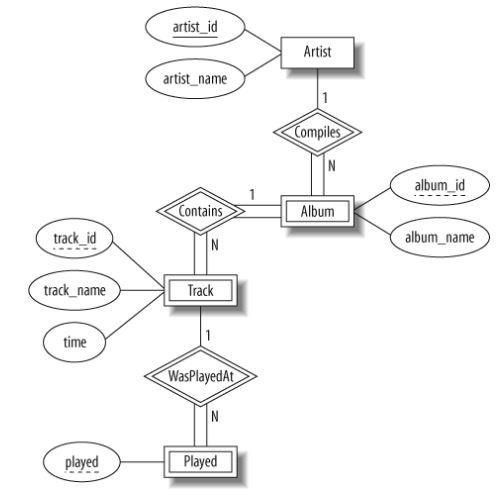 artist_id
Artist
artist_name
1
Compiles
N
album_id
1
Contains
Album
album_name
N
track_id
track_name
Track
time
1
WasPlayedAt
N
played
Played